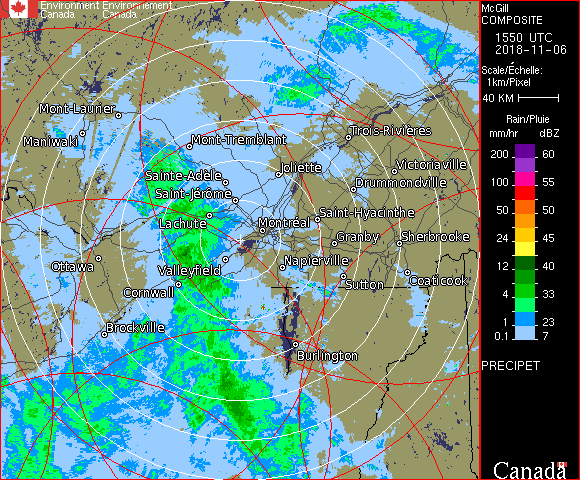 Environment Environnement
Canada Canada
McGill
COMPOSITE
1550 UTC
2018-11-06
Scale/Échelle:
1km/Pixel
40 KM
Rain/Pluie
mm/hr dBZ
200 60
150 57
100 55
50 50
24 45
12 40
4 33
1 23
0.1 7
PRECIPET
Mont-Laurier
Maniwaki
Mont-Tremblant
Trois-Rivières
Sainte-Adèle
Joliette
Victoriaville
Saint-Jérôme
Drummondville
Lachute
Montréal
Saint-Hyacinthe
Granby
Sherbrooke
Ottawa
Valleyfield
Napierville
Cornwall
Sutton
Coaticook
Brockville
Burlington
Canada